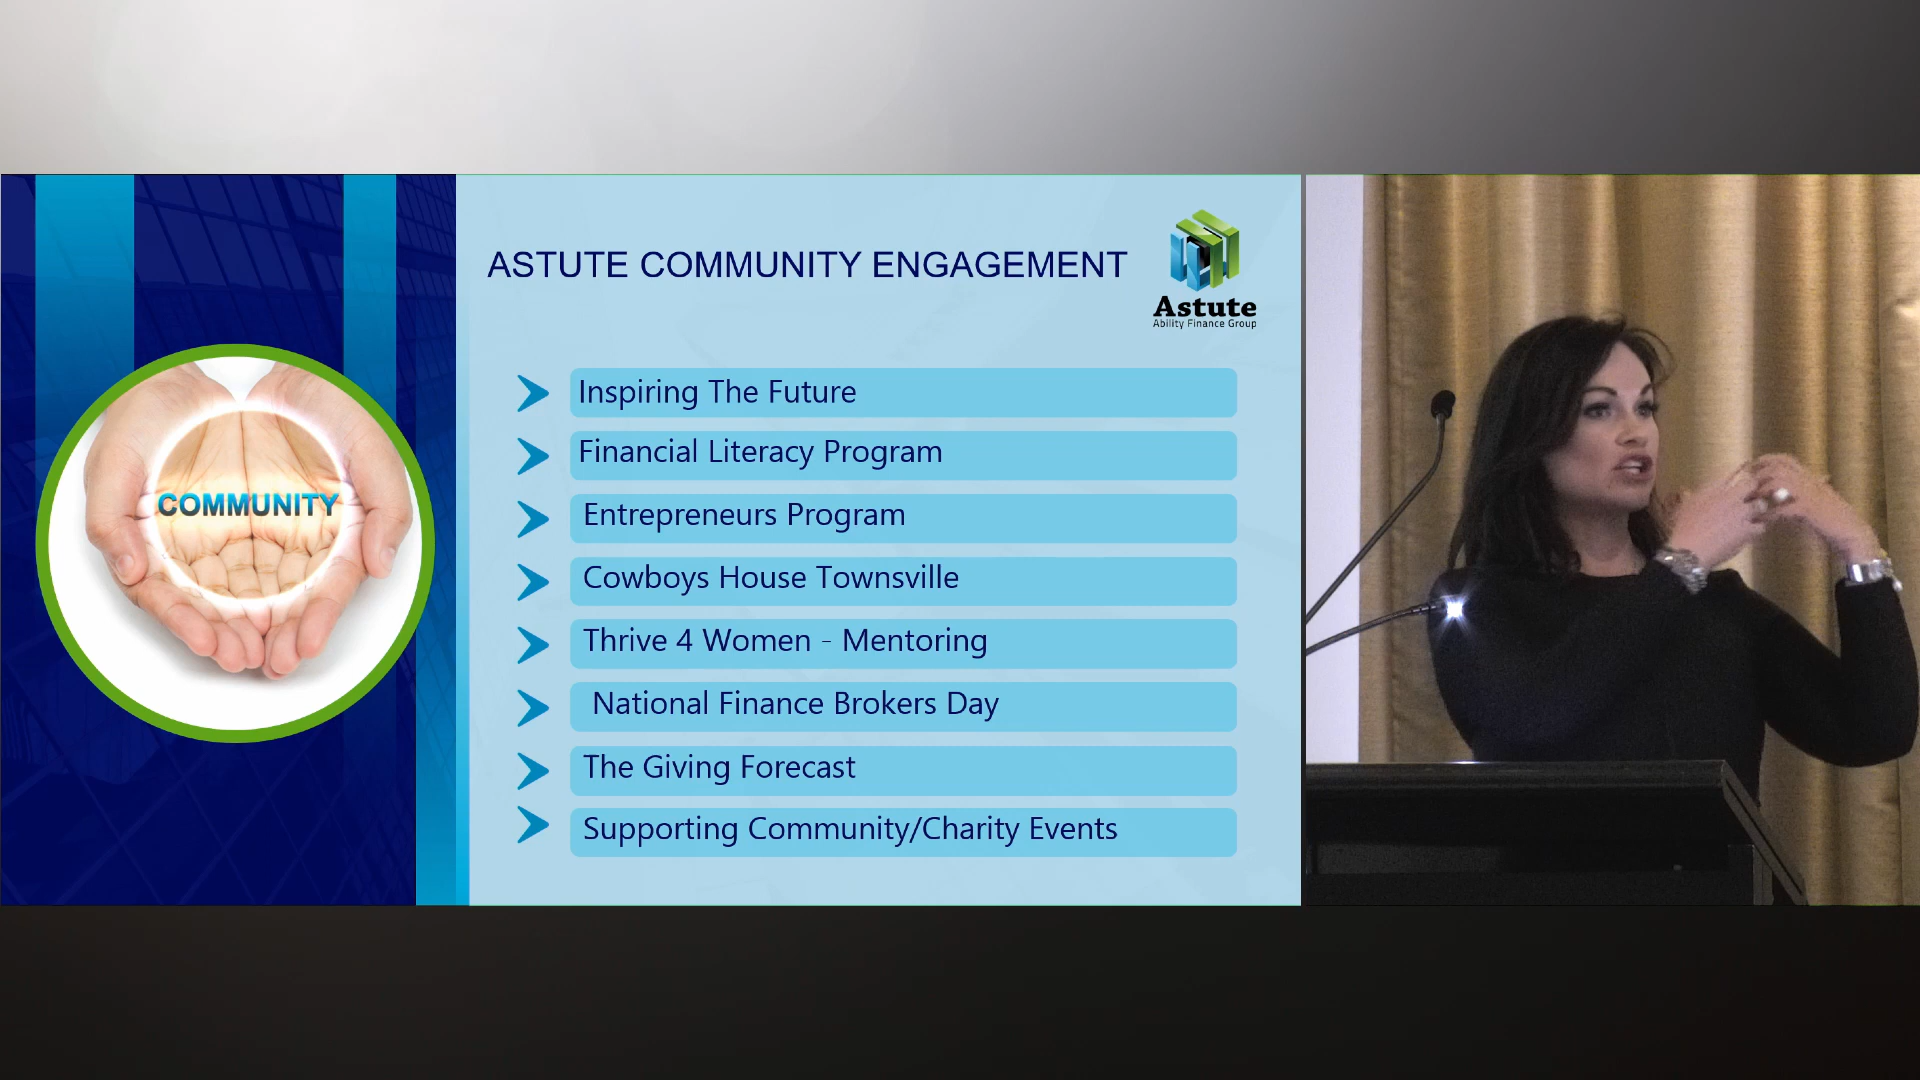 ASTUTE COMMUNITY ENGAGEMENT
Astute
Ability Finance Group
COMMUNITY
Inspiring The Future
Financial Literacy Program
Entrepreneurs Program
Cowboys House Townsville
Thrive 4 Women - Mentoring
National Finance Brokers Day
The Giving Forecast
Supporting Community/Charity Events